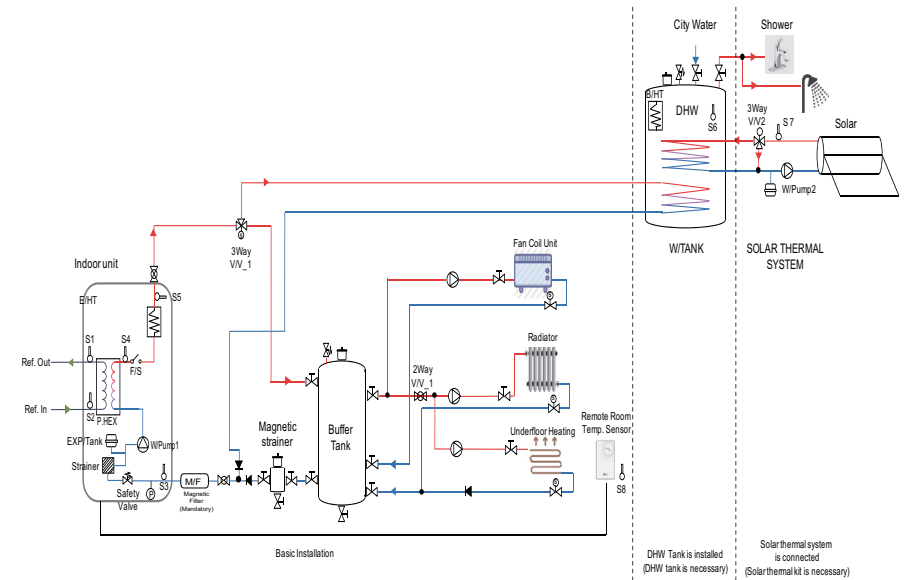 City Water
Shower
B/HT
DHW
S6
3Way
V/V2
S 7
Solar
W/Pump2
3Way
V/V_1
W/TANK
SOLAR THERMAL
SYSTEM
Indoor unit
Fan Coil Unit
E/HT
S5
S1
S4
Ref. Out
F/S
Radiator
2Way
V/V_1
Ref. In
S2
P.HEX
EXP/Tank
W/Pump1
Magnetic
strainer
Buffer
Tank
Underfloor Heating
Remote Room
Temp. Sensor
Strainer
S3
M/F
Safety
Valve
P
Magnetic
Filter
(Mandatory)
S8
Basic Installation
DHW Tank is installed
(DHW tank is necessary)
Solar thermal system
is connected
(Solar thermal kit is necessary)